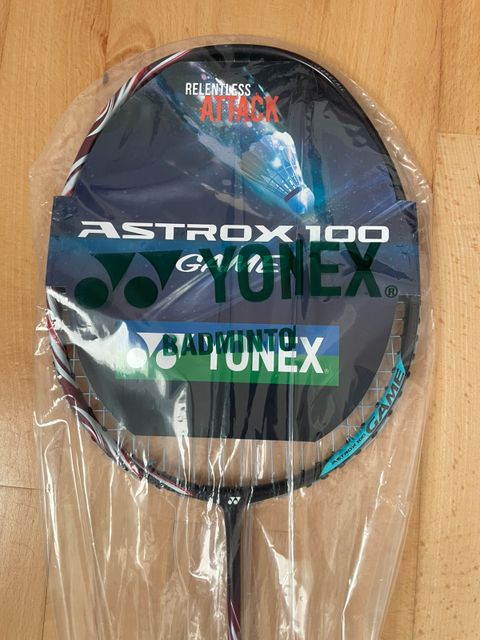 RELENTLESS
ATTACK
ASTROX 100
GAME
YONEX®
BADMINTO
YONEX
GAME